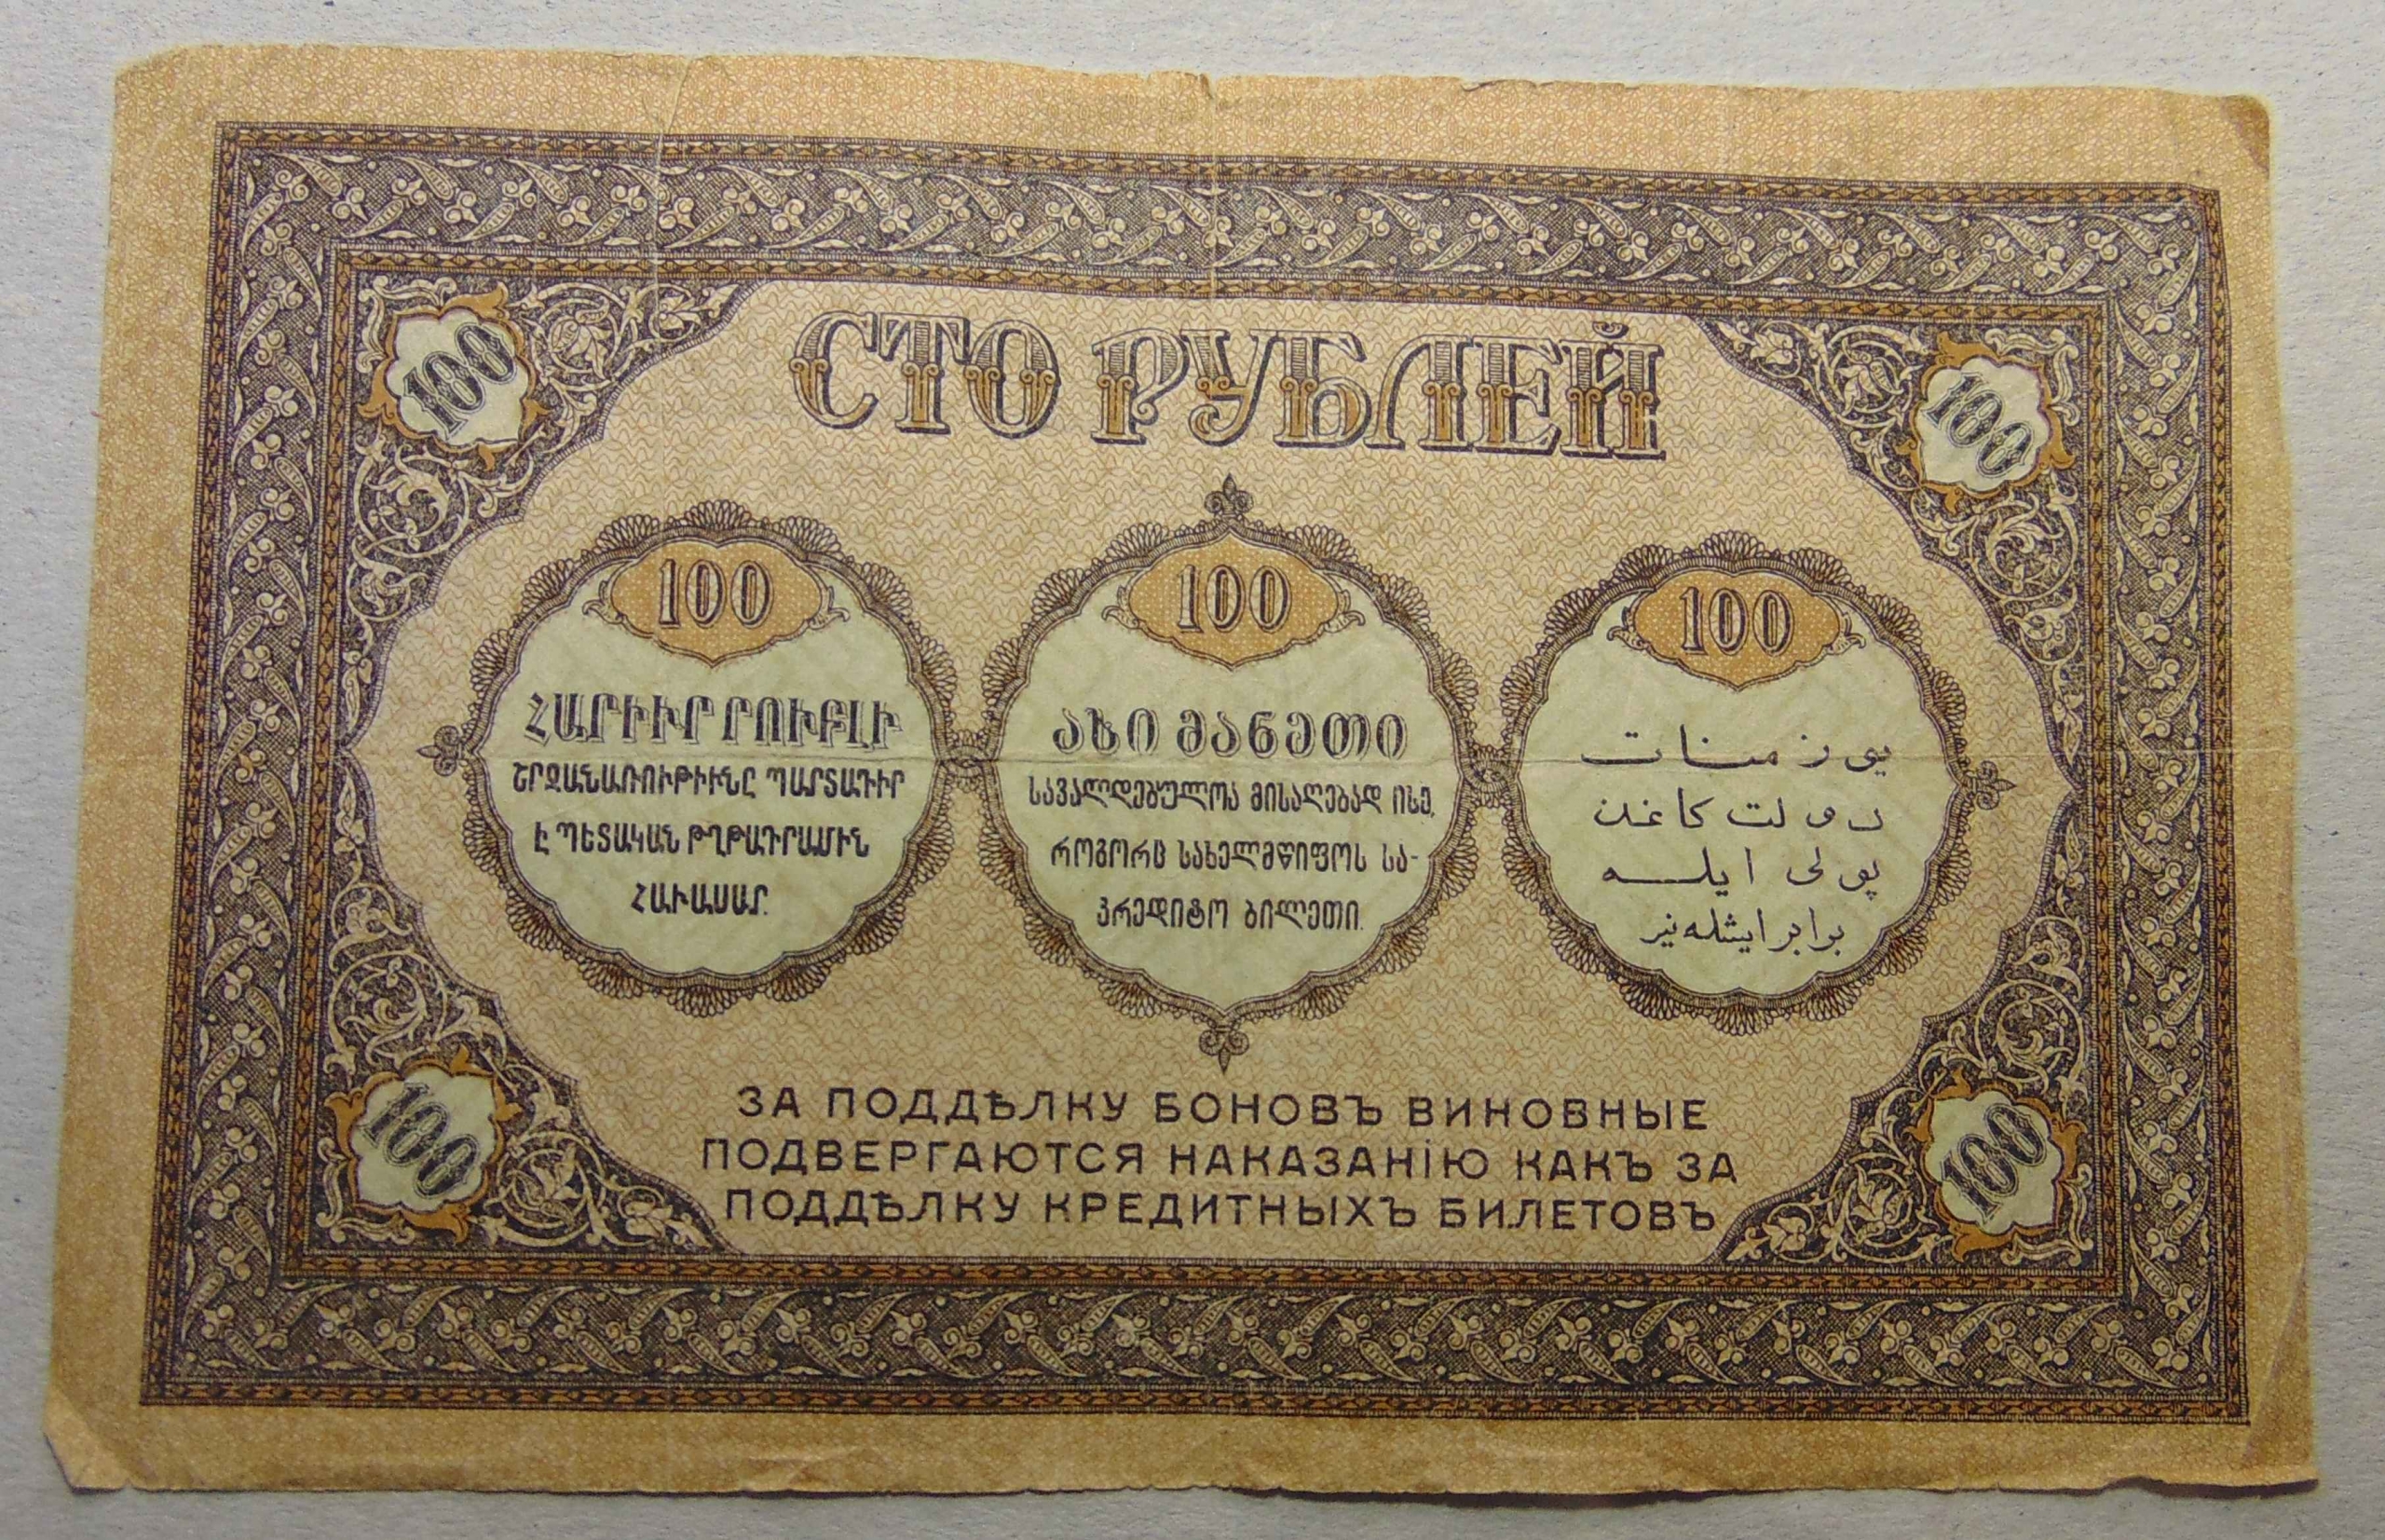 100
СТО РУБЛЕЙ
100
100
ՀԱՐԻՒՐ ՐՈՒԲԼԻ
ՇՐՋԱՆԱՌՈՒԹԻՒՆԸ ՊԱՐՏԱԴԻՐ
Է ՊԵՏԱԿԱՆ ԹՂԹԱԴՐԱՄԻՆ
ՀԱՒԱՍԱՐ.
100
ასი მანეთი
სავალდებულოა მისაღებად ისე,
როგორც სახელმწიფოს სა-
კრედიტო ბილეთი.
100
یوز منات
دولت کاغذ
پولی ایله
برابر ایشله نیر
100
ЗА ПОДДѢЛКУ БОНОВЪ ВИНОВНЫЕ
ПОДВЕРГАЮТСЯ НАКАЗАНІЮ КАКЪ ЗА
ПОДДѢЛКУ КРЕДИТНЫХЪ БИЛЕТОВЪ
100